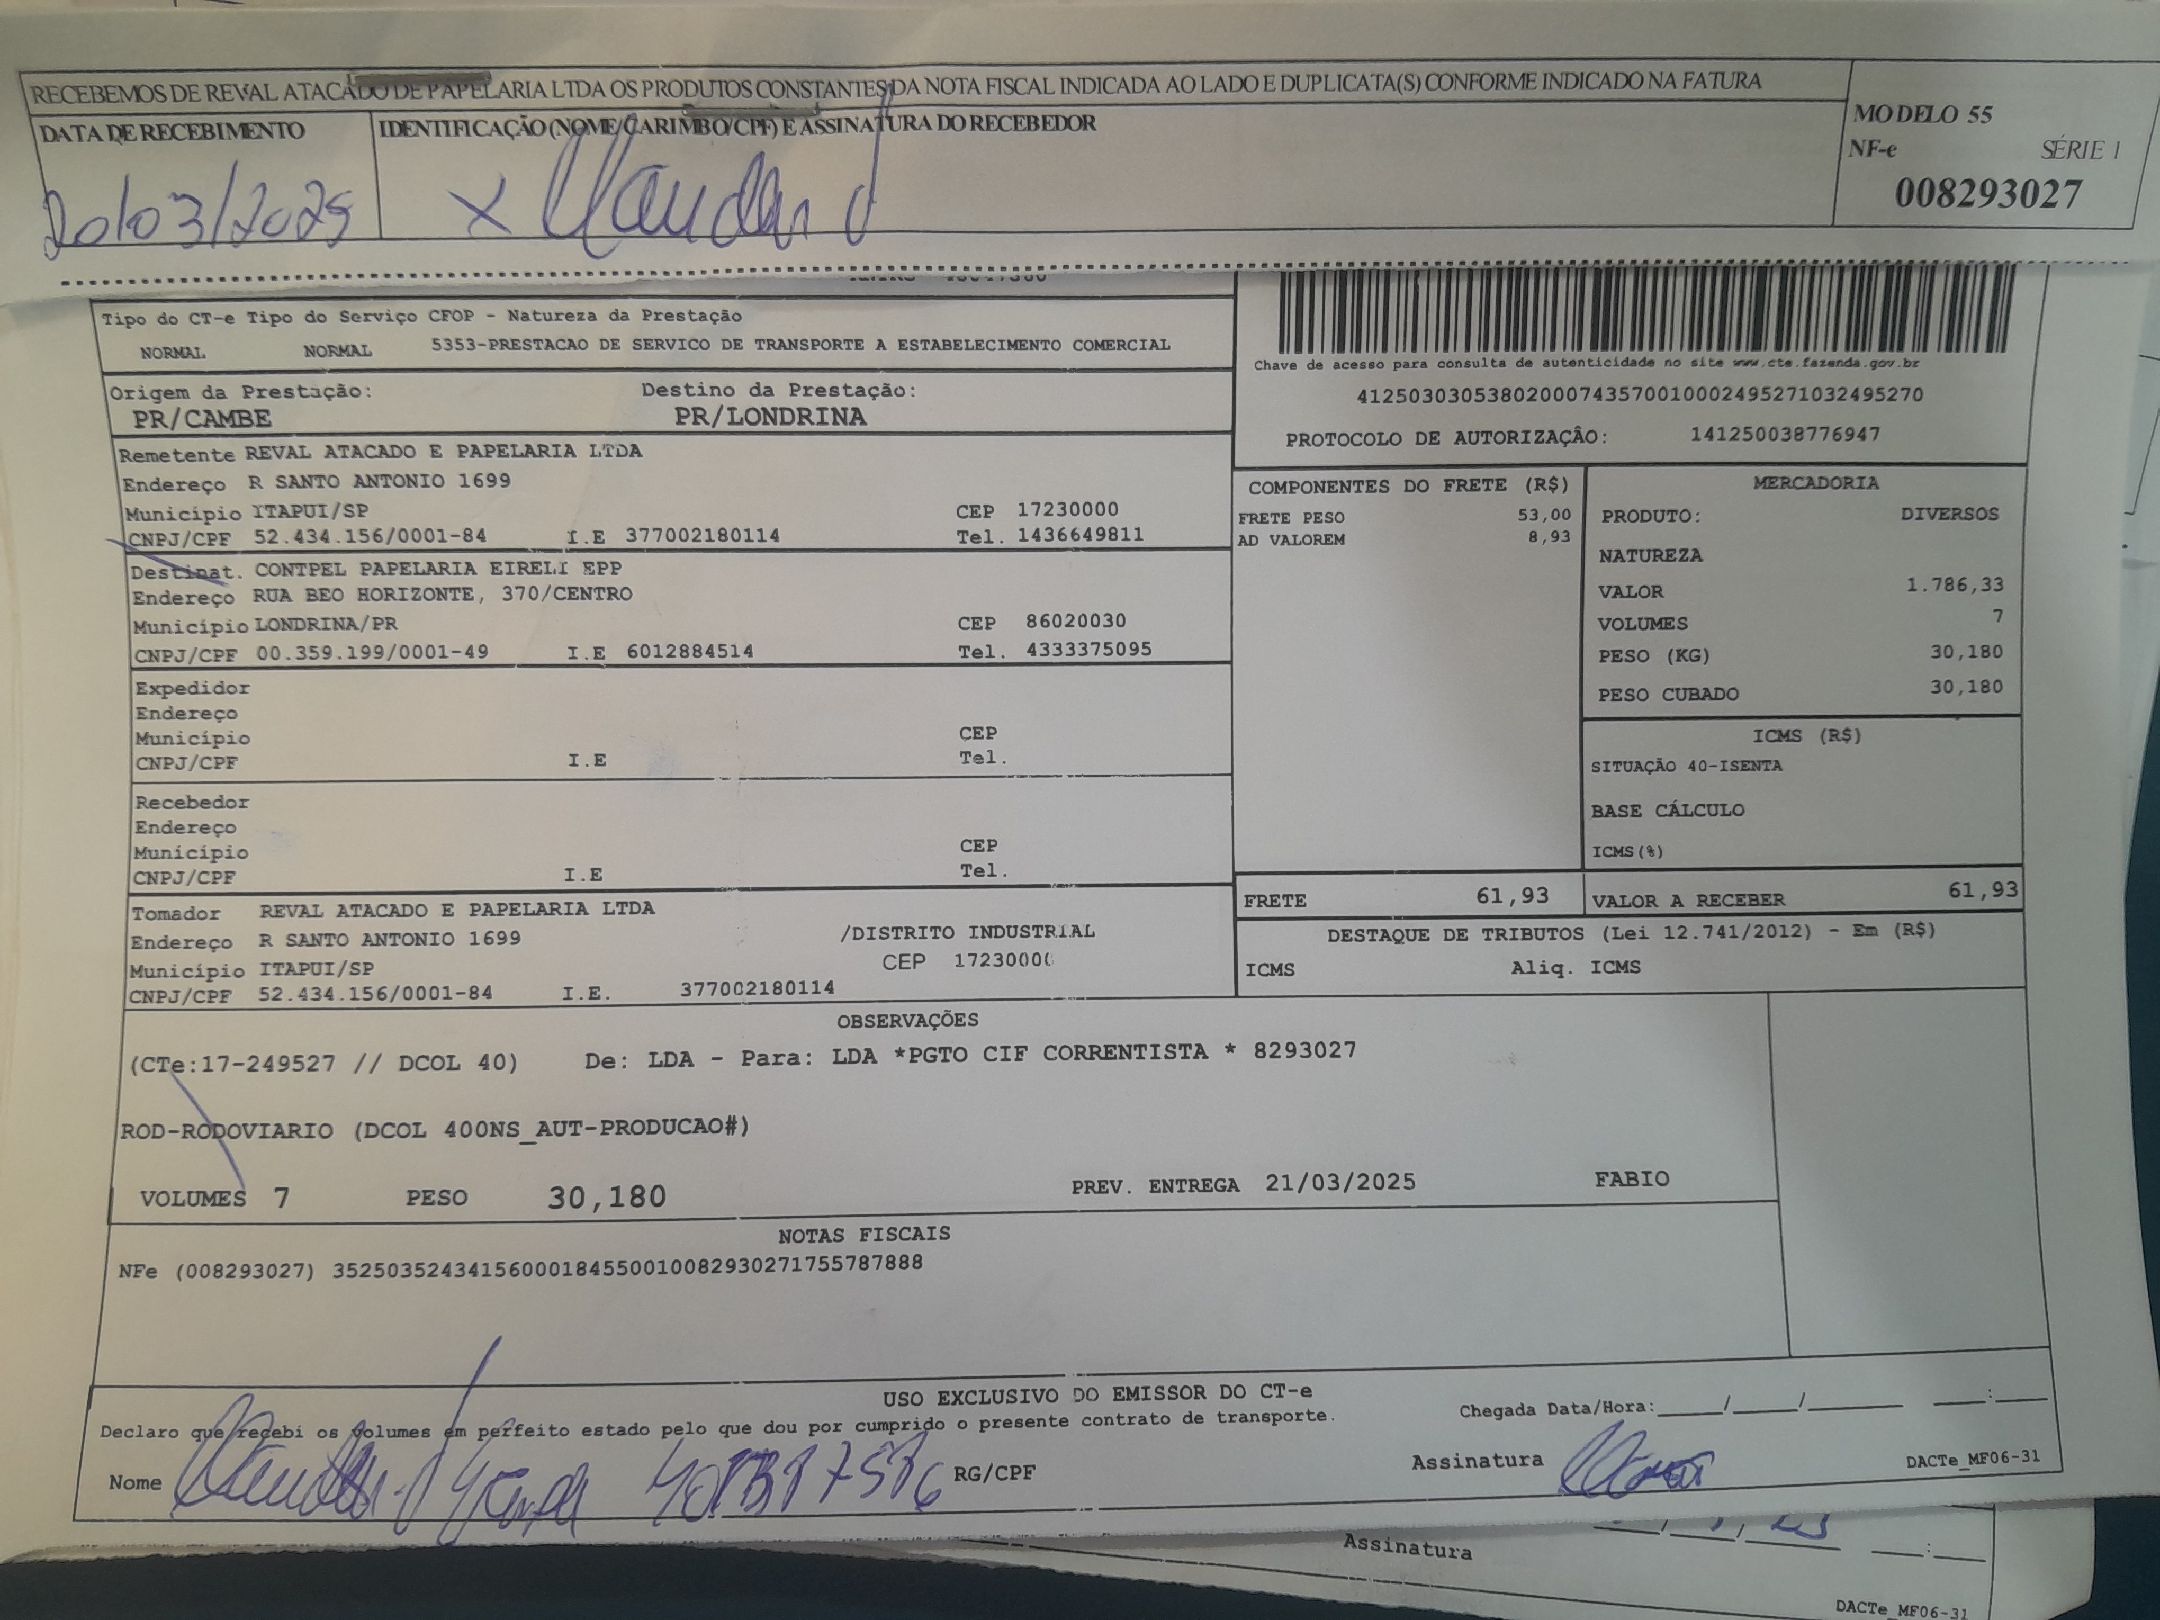 RECEBEMOS DE REVAL ATACADO DE PAPELARIA LTDA OS PRODUTOS CONSTANTES DA NOTA FISCAL INDICADA AO LADO E DUPLICATA(S) CONFORME INDICADO NA FATURA
DATA DE RECEBIMENTO IDENTIFICAÇÃO (NOME/CARIMBO/CPF) E ASSINATURA DO RECEBEDOR
MODELO 55
NF-e SÉRIE 1
008293027
20/03/2025 X
Tipo do CT-e Tipo do Serviço CFOP - Natureza da Prestação
NORMAL NORMAL 5353-PRESTACAO DE SERVICO DE TRANSPORTE A ESTABELECIMENTO COMERCIAL
Chave de acesso para consulta de autenticidade no site www.cte.fazenda.gov.br
41250303053802000743570010002495271032495270
PROTOCOLO DE AUTORIZAÇÂO: 141250038776947
Origem da Prestação: Destino da Prestação:
PR/CAMBE PR/LONDRINA
Remetente REVAL ATACADO E PAPELARIA LTDA
Endereço R SANTO ANTONIO 1699
Município ITAPUI/SP CEP 17230000
CNPJ/CPF 52.434.156/0001-84 I.E 377002180114 Tel. 1436649811
Destinat. CONTPEL PAPELARIA EIRELI EPP
Endereço RUA BEO HORIZONTE, 370/CENTRO
Município LONDRINA/PR CEP 86020030
CNPJ/CPF 00.359.199/0001-49 I.E 6012884514 Tel. 4333375095
Expedidor
Endereço
Município CEP
CNPJ/CPF I.E Tel.
Recebedor
Endereço
Município CEP
CNPJ/CPF I.E Tel.
Tomador REVAL ATACADO E PAPELARIA LTDA
Endereço R SANTO ANTONIO 1699 /DISTRITO INDUSTRIAL
Município ITAPUI/SP CEP 17230000
CNPJ/CPF 52.434.156/0001-84 I.E. 377002180114
COMPONENTES DO FRETE (R$)
FRETE PESO 53,00
AD VALOREM 8,93
MERCADORIA
PRODUTO: DIVERSOS
NATUREZA
VALOR 1.786,33
VOLUMES 7
PESO (KG) 30,180
PESO CUBADO 30,180
ICMS (R$)
SITUAÇÃO 40-ISENTA
BASE CÁLCULO
ICMS(%)
FRETE 61,93 VALOR A RECEBER 61,93
DESTAQUE DE TRIBUTOS (Lei 12.741/2012) - Em (R$)
ICMS Aliq. ICMS
OBSERVAÇÕES
(CTe:17-249527 // DCOL 40) De: LDA - Para: LDA *PGTO CIF CORRENTISTA * 8293027
ROD-RODOVIARIO (DCOL 400NS_AUT-PRODUCAO#)
VOLUMES 7 PESO 30,180 PREV. ENTREGA 21/03/2025 FABIO
NOTAS FISCAIS
NFe (008293027) 35250352434156000184550010082930271755787888
USO EXCLUSIVO DO EMISSOR DO CT-e
Declaro que recebi os volumes em perfeito estado pelo que dou por cumprido o presente contrato de transporte.
Chegada Data/Hora:____/____/______ ___:___
Nome RG/CPF Assinatura DACTe_MF06-31
Assinatura
DACTe_MF06-31